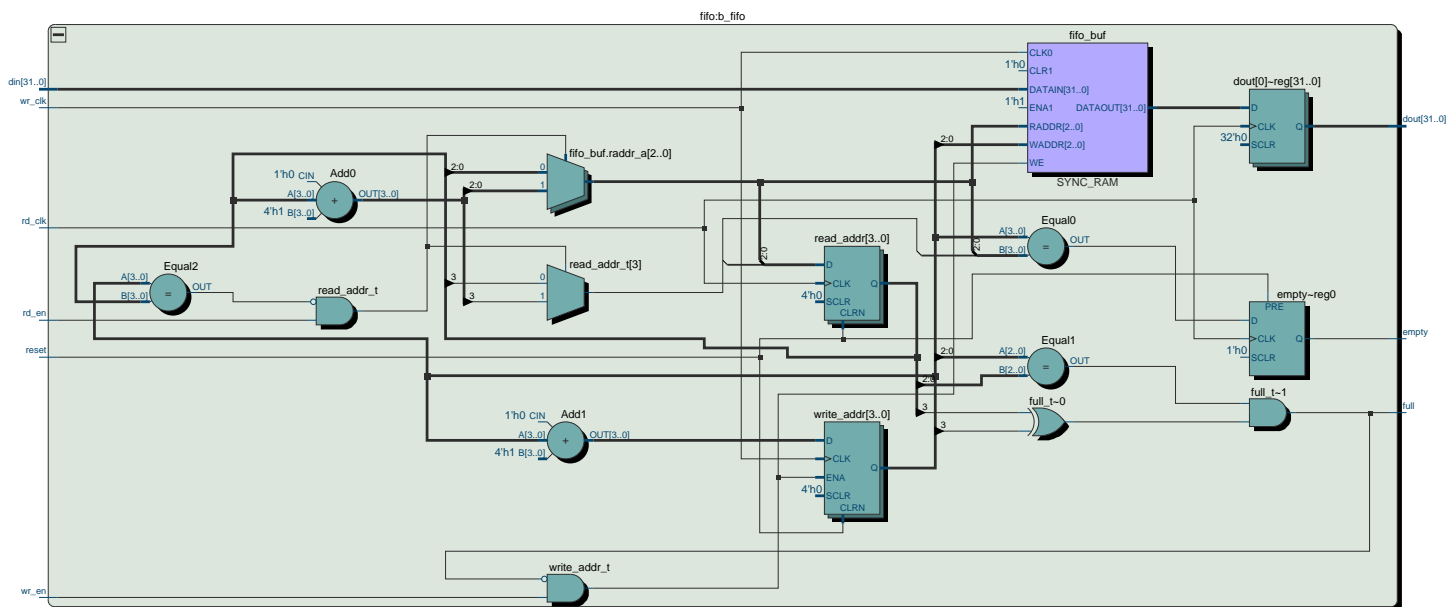 fifo:b_fifo
fifo_buf
CLK0
1'h0 CLR1
din[31..0]
DATAIN[31..0]
wr_clk
1'h1 ENA1 DATAOUT[31..0]
RADDR[2..0]
2:0 WADDR[2..0]
WE
SYNC_RAM
dout[0]~reg[31..0]
D
CLK Q
32'h0 SCLR
dout[31..0]
fifo_buf.raddr_a[2..0]
2:0 0
2:0 1
Add0
1'h0 CIN
A[3..0] + OUT[3..0]
4'h1 B[3..0]
rd_clk
Equal0
A[3..0] = OUT
B[3..0]
2:0
2:0
read_addr[3..0]
D
CLK Q
4'h0 SCLR
CLRN
read_addr_t[3]
3 0
3 1
Equal2
A[3..0] = OUT
B[3..0]
read_addr_t
rd_en
reset
empty~reg0
PRE
D
CLK Q
1'h0 SCLR
empty
Equal1
2:0 A[2..0] = OUT
2:0 B[2..0]
full_t~0
3
3
full_t~1
full
Add1
1'h0 CIN
A[3..0] + OUT[3..0]
4'h1 B[3..0]
write_addr[3..0]
D
CLK Q
ENA
4'h0 SCLR
CLRN
write_addr_t
wr_en